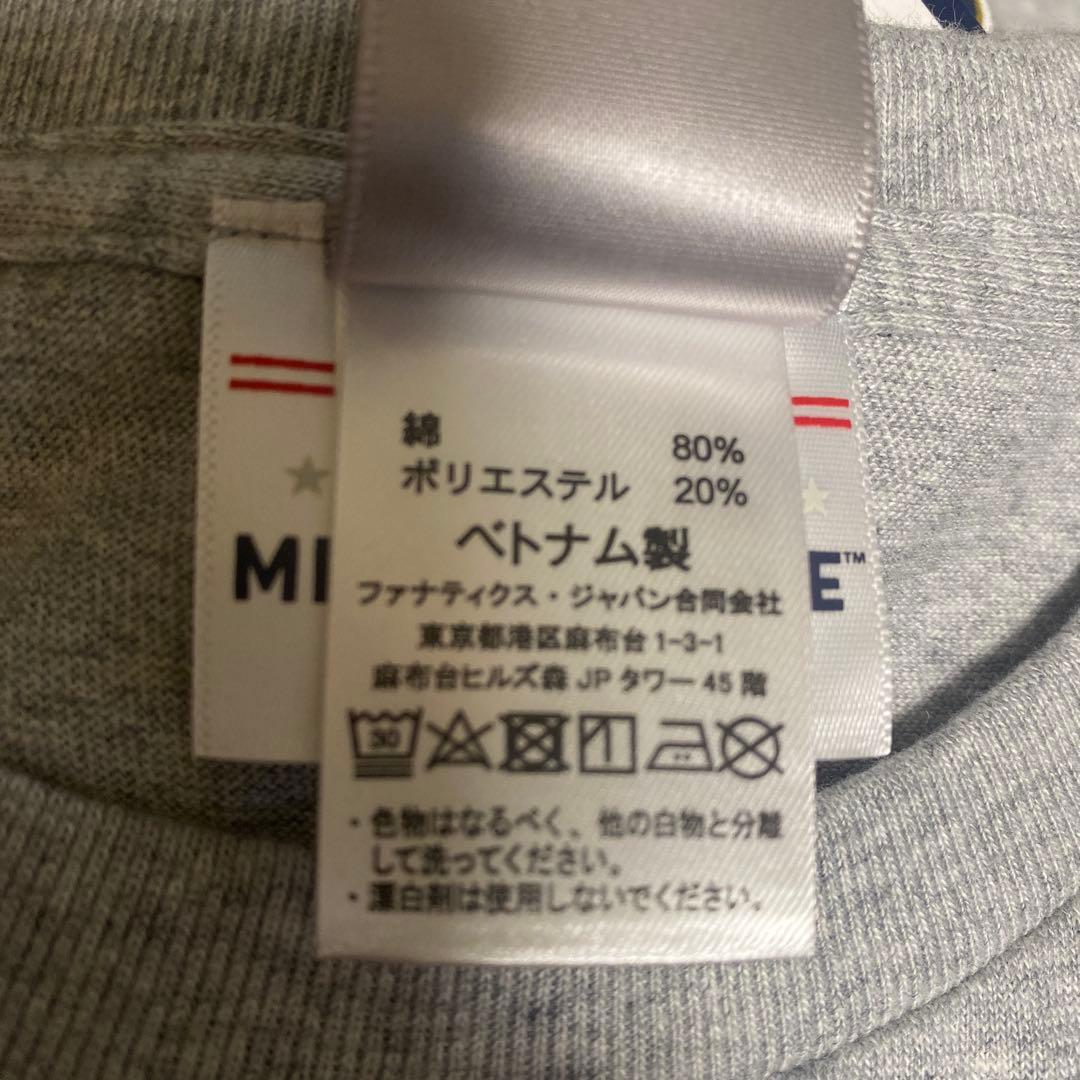 綿 80%
ポリエステル 20%
ベトナム製
MI E™
ファナティクス・ジャパン合同会社
東京都港区麻布台1-3-1
麻布台ヒルズ森JPタワー45階
30
・色物はなるべく、他の白物と分離
して洗ってください。
・漂白剤は使用しないでください。